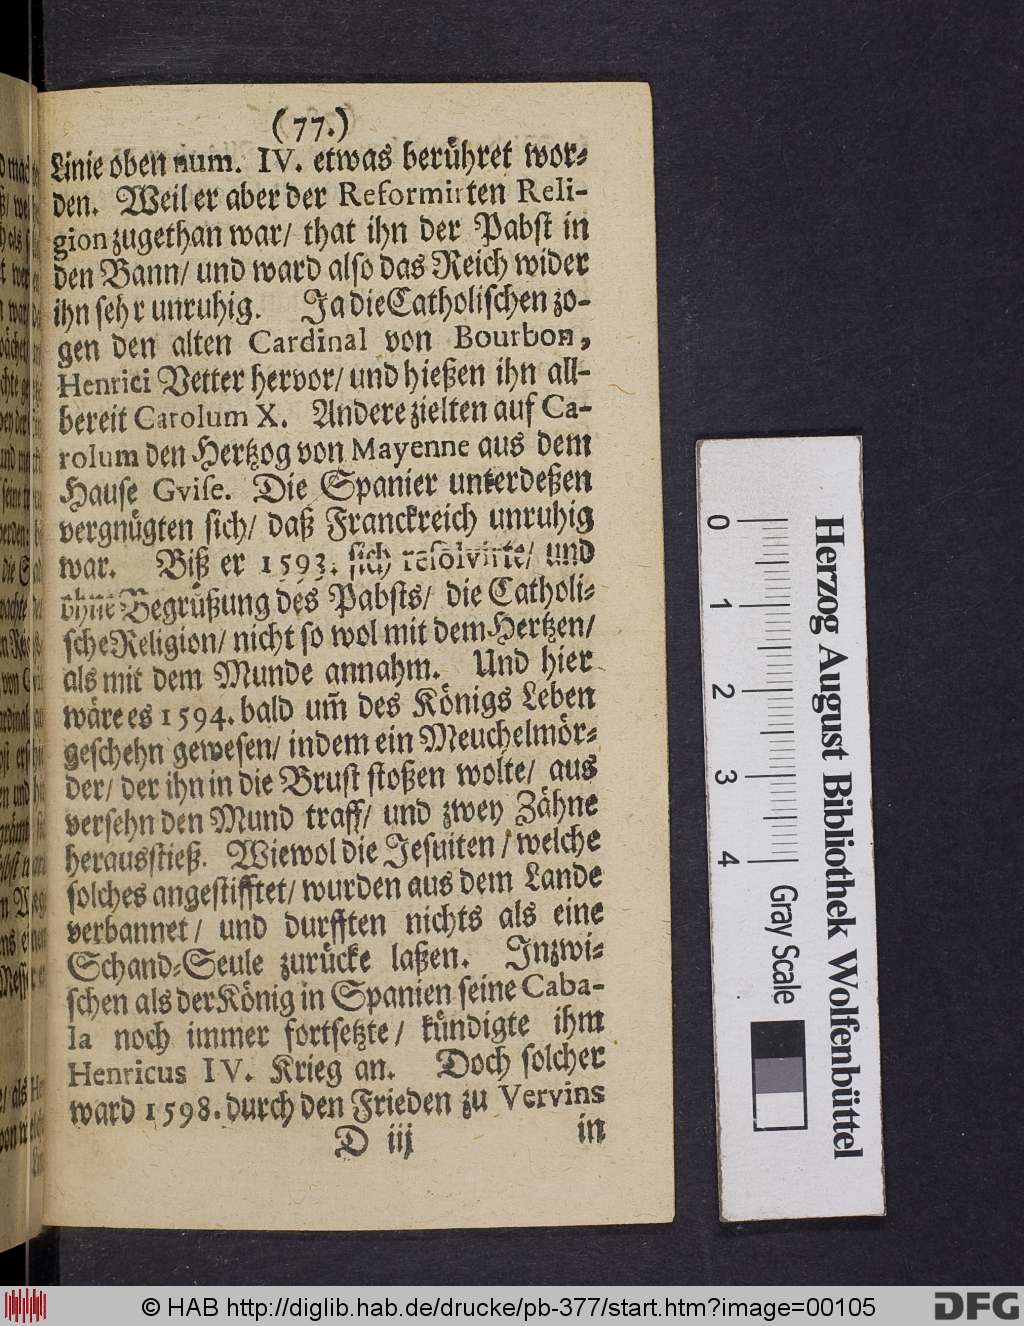 (77.)
Linie oben num. IV. etwas berühret wor-
den. Weil er aber der Reformirten Reli-
gion zugethan war/ that ihn der Pabst in
den Bann/ und ward also das Reich wider
ihn sehr unruhig. Ja die Catholischen zo-
gen den alten Cardinal von Bourbon,
Henrici Vetter hervor/ und hießen ihn all-
bereit Carolum X. Andere zielten auf Ca-
rolum den Hertzog von Mayenne aus dem
Hause Gvise. Die Spanier unterdeßen
vergnügten sich/ daß Franckreich unruhig
war. Biß er 1593. sich resolvirte/ und
ohne Begrüßung des Pabsts/ die Catholi-
sche Religion/ nicht so wol mit dem Hertzen/
als mit dem Munde annahm. Und hier
wäre es 1594. bald um̃ des Königs Leben
geschehn gewesen/ indem ein Meuchelmör-
der/ der ihn in die Brust stoßen wolte/ aus
versehn den Mund traff/ und zwey Zähne
herausstieß. Wiewol die Jesuiten / welche
solches angestifftet/ wurden aus dem Lande
verbannet/ und durfften nichts als eine
Schand-Seule zurücke laßen. Inzwi-
schen als der König in Spanien seine Caba-
la noch immer fortsetzte/ kündigte ihm
Henricus IV. Krieg an. Doch solcher
ward 1598. durch den Frieden zu Vervins
D iij in
Herzog August Bibliothek Wolfenbüttel
0 1 2 3 4 Gray Scale
© HAB http://diglib.hab.de/drucke/pb-377/start.htm?image=00105
DFG